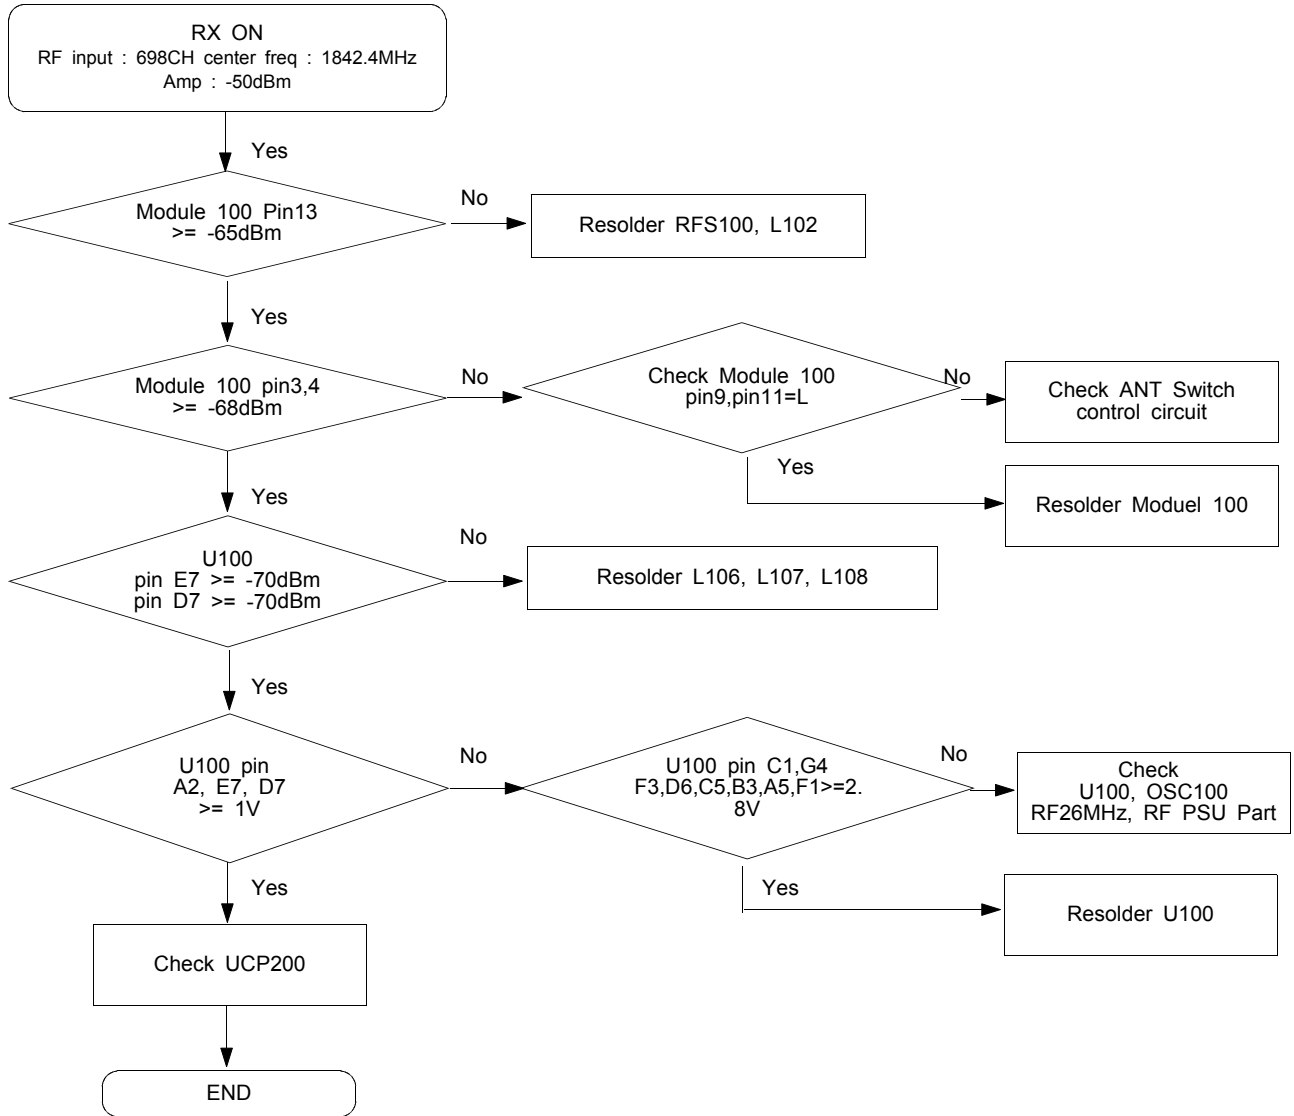 RX ON
RF input : 698CH center freq : 1842.4MHz
Amp : -50dBm
Yes
Module 100 Pin13
>= -65dBm
No
Resolder RFS100, L102
Yes
Module 100 pin3,4
>= -68dBm
No
Check Module 100
pin9,pin11=L
No
Check ANT Switch
control circuit
Yes
Resolder Moduel 100
Yes
U100
pin E7 >= -70dBm
pin D7 >= -70dBm
No
Resolder L106, L107, L108
Yes
U100 pin
A2, E7, D7
>= 1V
No
U100 pin C1,G4
F3,D6,C5,B3,A5,F1>=2.
8V
No
Check
U100, OSC100
RF26MHz, RF PSU Part
Yes
Resolder U100
Yes
Check UCP200
END